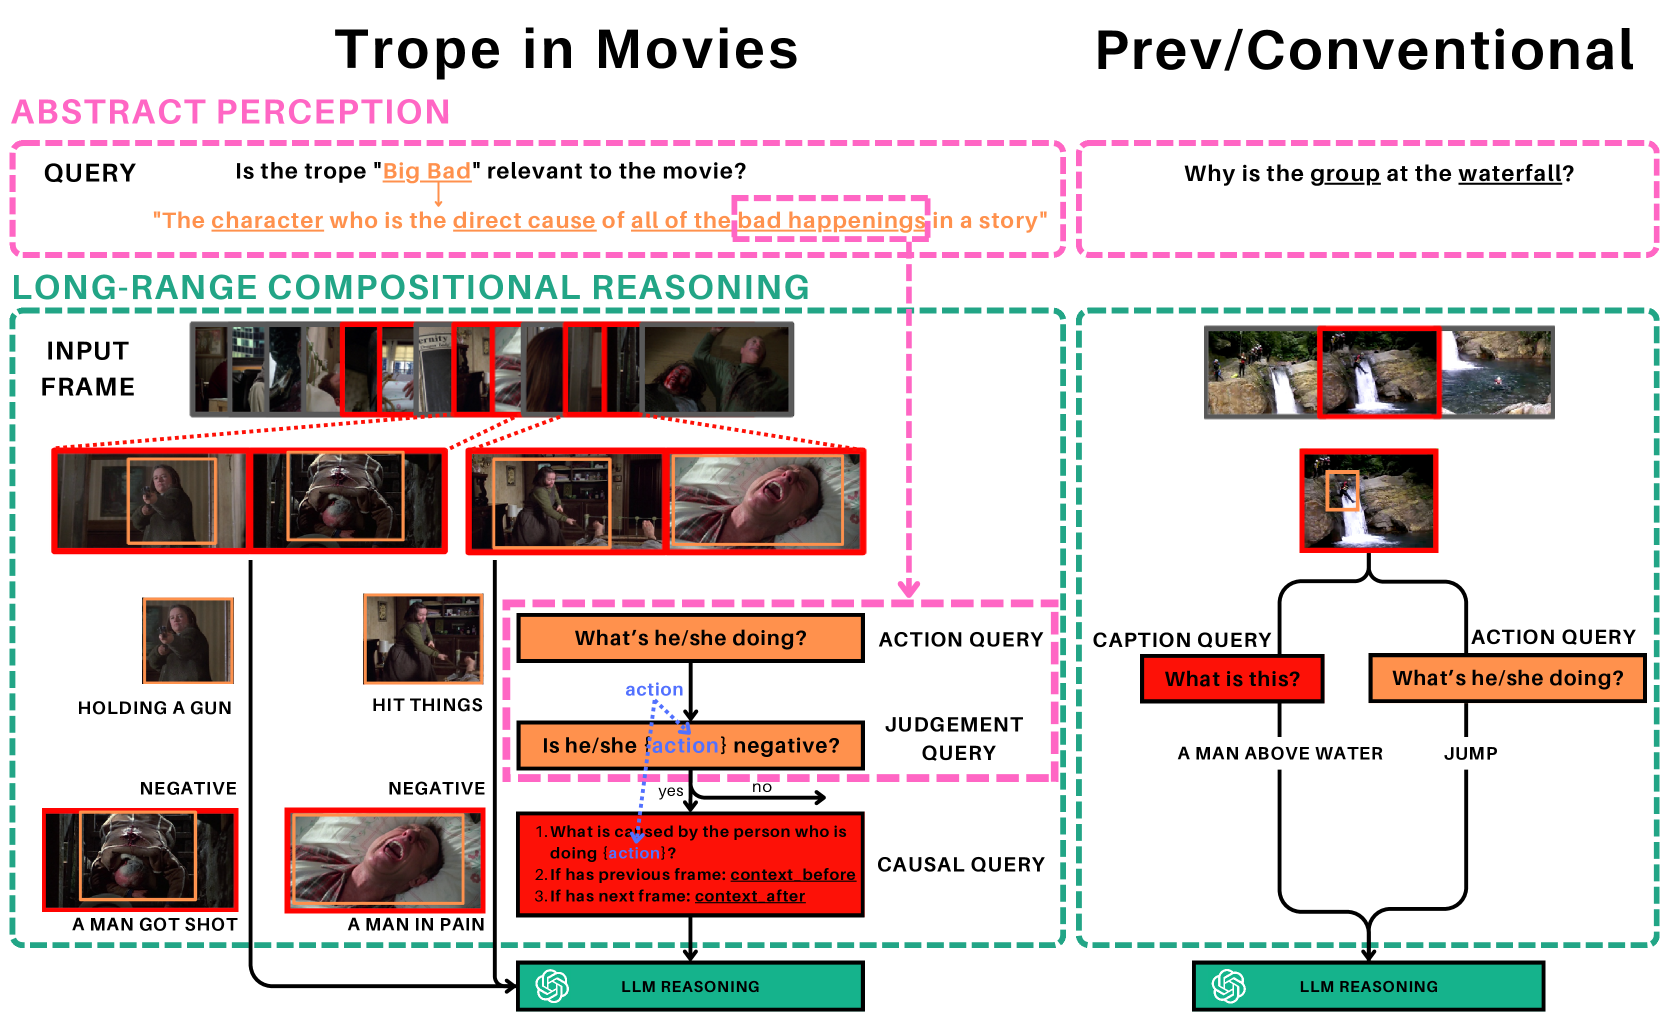 Trope in Movies
Prev/Conventional
ABSTRACT PERCEPTION
QUERY
Is the trope "Big Bad" relevant to the movie?
"The character who is the direct cause of all of the bad happenings in a story"
Why is the group at the waterfall?
LONG-RANGE COMPOSITIONAL REASONING
INPUT
FRAME
ernity
HOLDING A GUN
HIT THINGS
NEGATIVE
NEGATIVE
A MAN GOT SHOT
A MAN IN PAIN
What's he/she doing?
ACTION QUERY
action
Is he/she {action} negative?
JUDGEMENT
QUERY
yes
no
1. What is caused by the person who is
doing {action}?
2. If has previous frame: context_before
3. If has next frame: context_after
CAUSAL QUERY
LLM REASONING
CAPTION QUERY
What is this?
ACTION QUERY
What's he/she doing?
A MAN ABOVE WATER
JUMP
LLM REASONING